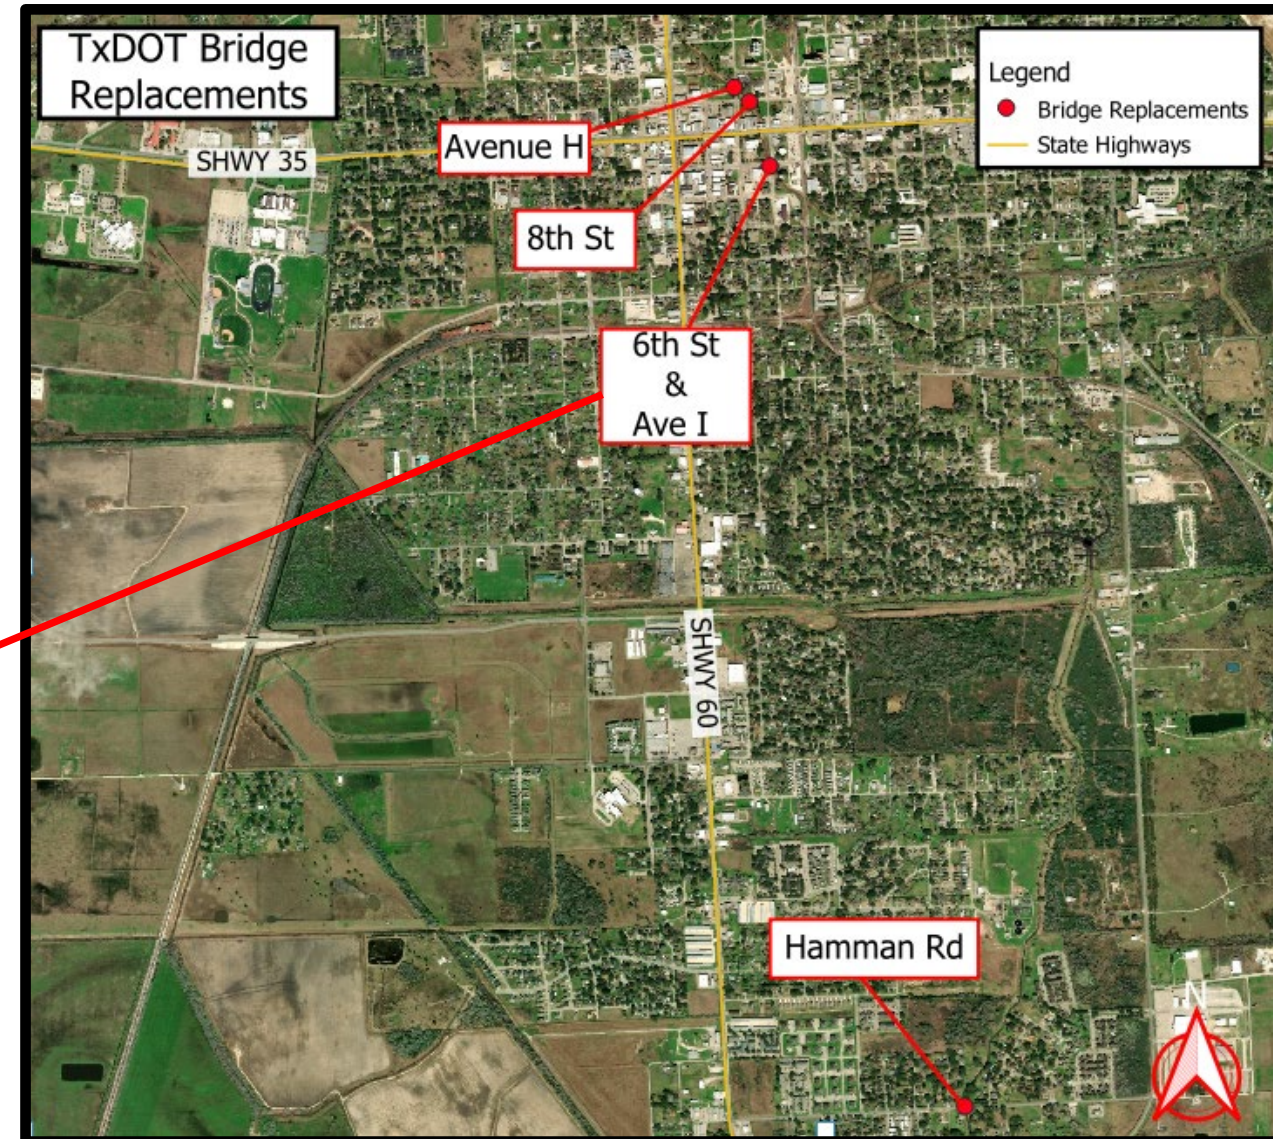 TxDOT Bridge
Replacements
Legend
Bridge Replacements
State Highways
SHWY 35
Avenue H
8th St
6th St
&
Ave I
SHWY 60
Hamman Rd
N